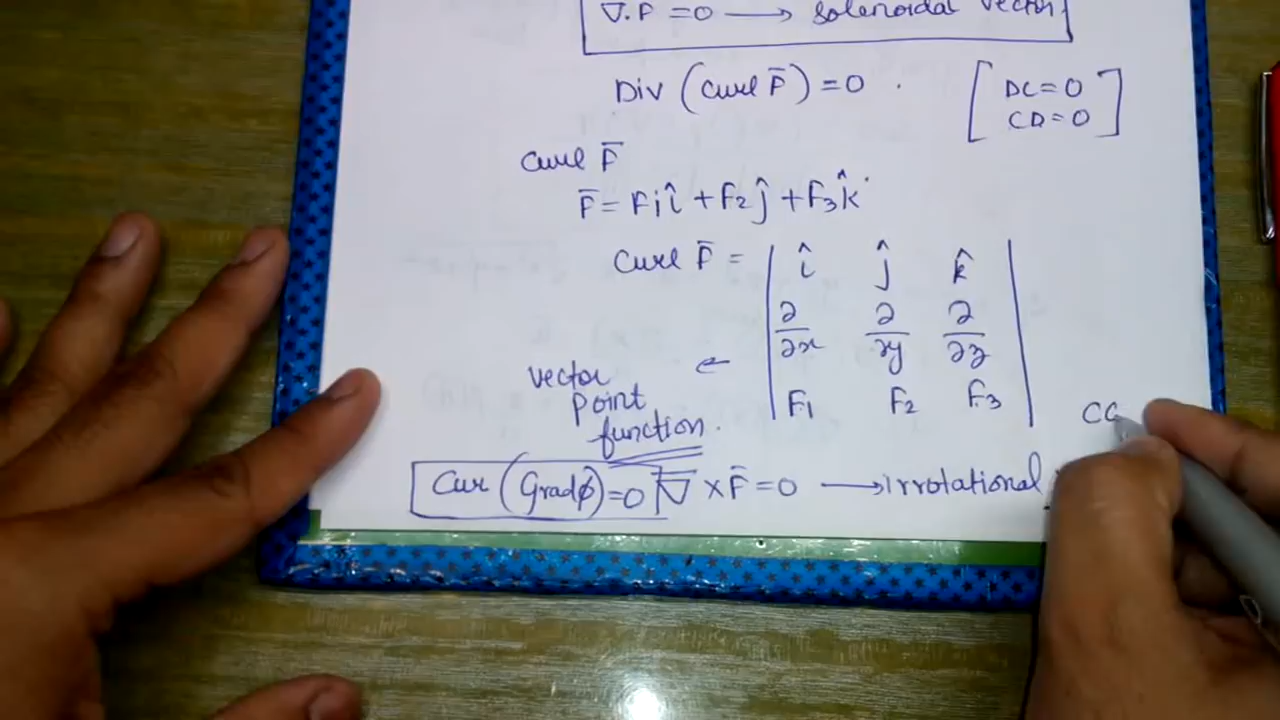 ∇.F = 0 ⟶ Solenoidal vector
Div (Curl F̄) = 0 .
[ DC = 0
CD = 0 ]
Curl F̄
F̄ = F₁î + F₂ĵ + F₃k̂
Curl F̄ = | î ĵ k̂ |
| ∂/∂x ∂/∂y ∂/∂z |
| F₁ F₂ F₃ |
←
vector
point
function.
CG
Cur (Gradφ) = 0 ∇ × F̄ = 0 ⟶ irrotational